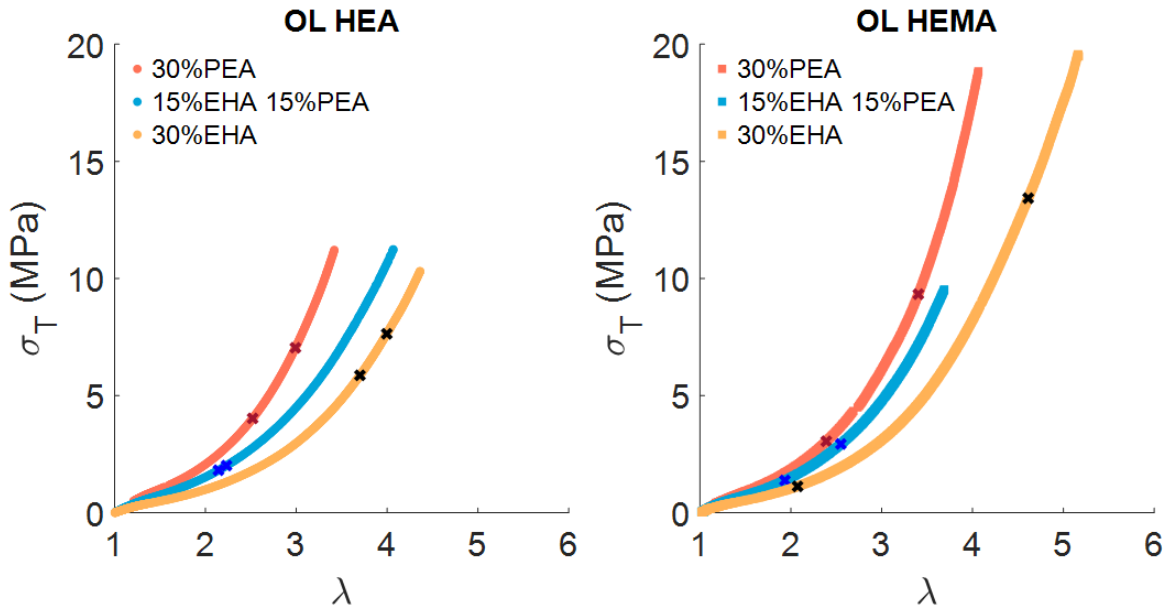 OL HEA
20
15
10
5
0
σT (MPa)
30%PEA
15%EHA 15%PEA
30%EHA
1 2 3 4 5 6
λ
OL HEMA
20
15
10
5
0
σT (MPa)
30%PEA
15%EHA 15%PEA
30%EHA
1 2 3 4 5 6
λ